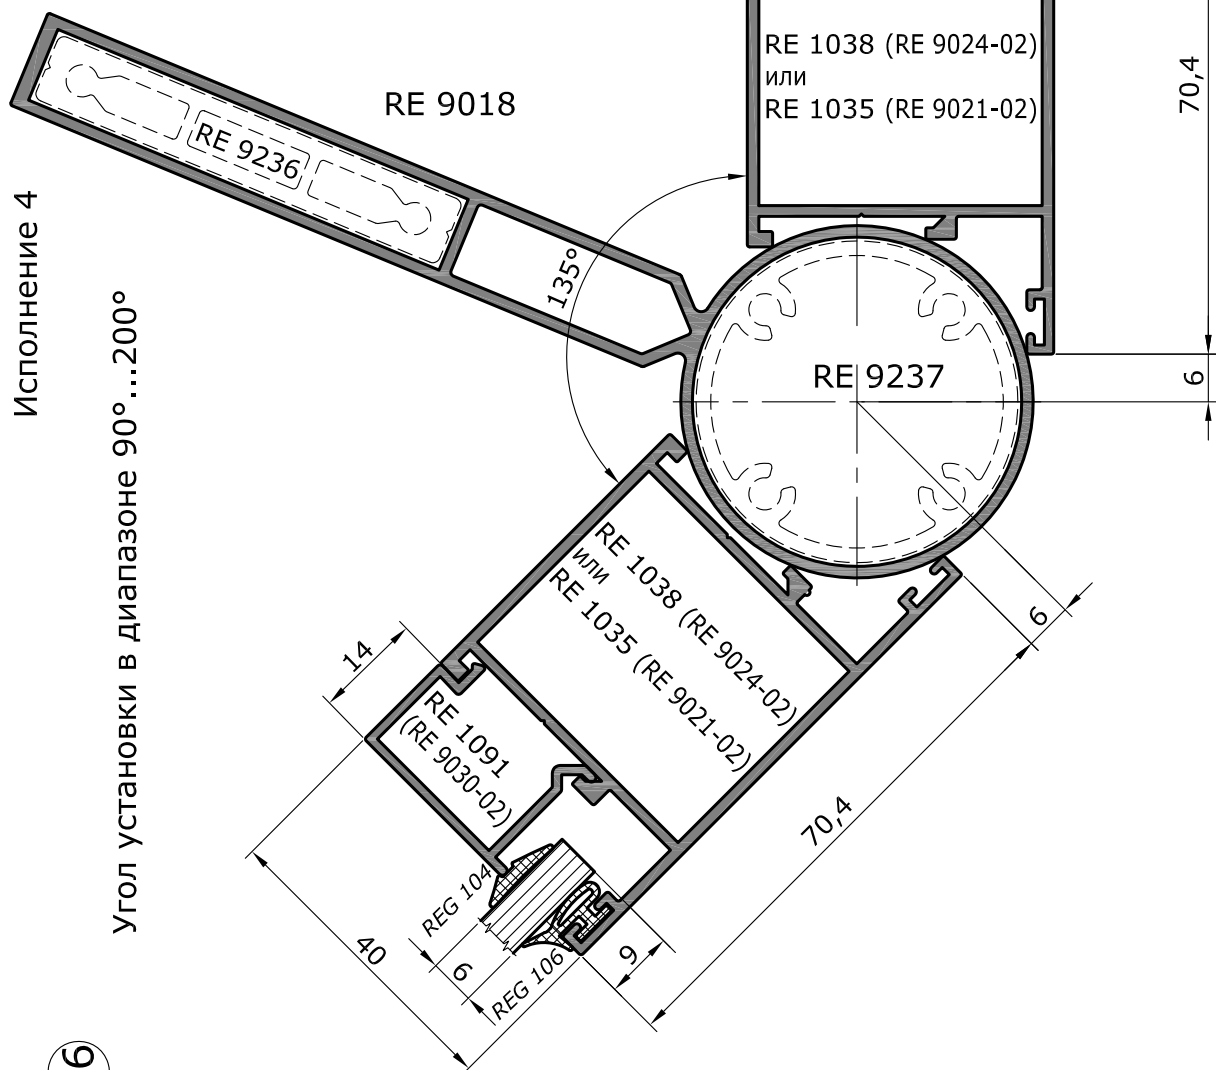 Исполнение 4
Угол установки в диапазоне 90°...200°
6
RE 9018
RE 9236
135°
RE 1038 (RE 9024-02)
или
RE 1035 (RE 9021-02)
70,4
6
RE 9237
RE 1038 (RE 9024-02)
или
RE 1035 (RE 9021-02)
6
14
RE 1091
(RE 9030-02)
70,4
REG 104
40
6
REG 106
9